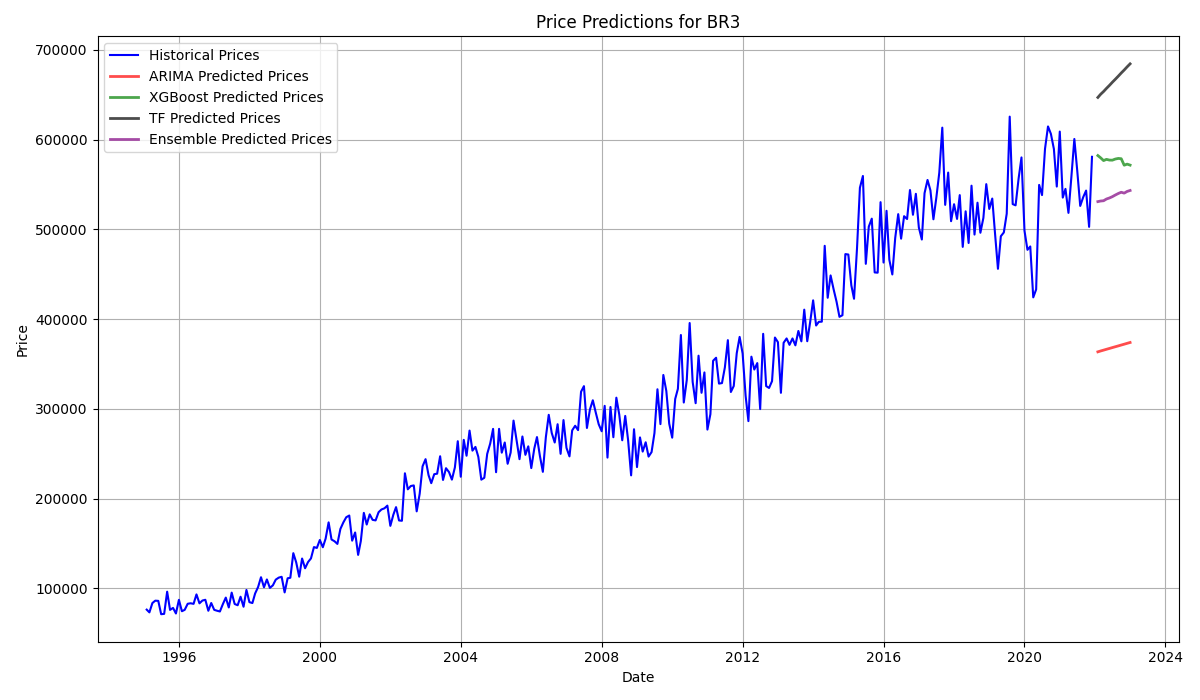 Price Predictions for BR3
700000
600000
500000
400000
300000
200000
100000
Price
Historical Prices
ARIMA Predicted Prices
XGBoost Predicted Prices
TF Predicted Prices
Ensemble Predicted Prices
1996 2000 2004 2008 2012 2016 2020 2024
Date